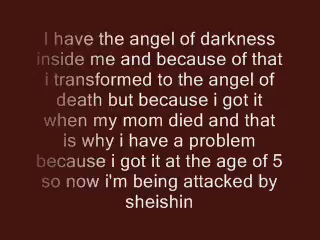 I have the angel of darkness
inside me and because of that
i transformed to the angel of
death but because i got it
when my mom died and that
is why i have a problem
because i got it at the age of 5
so now i'm being attacked by
sheishin